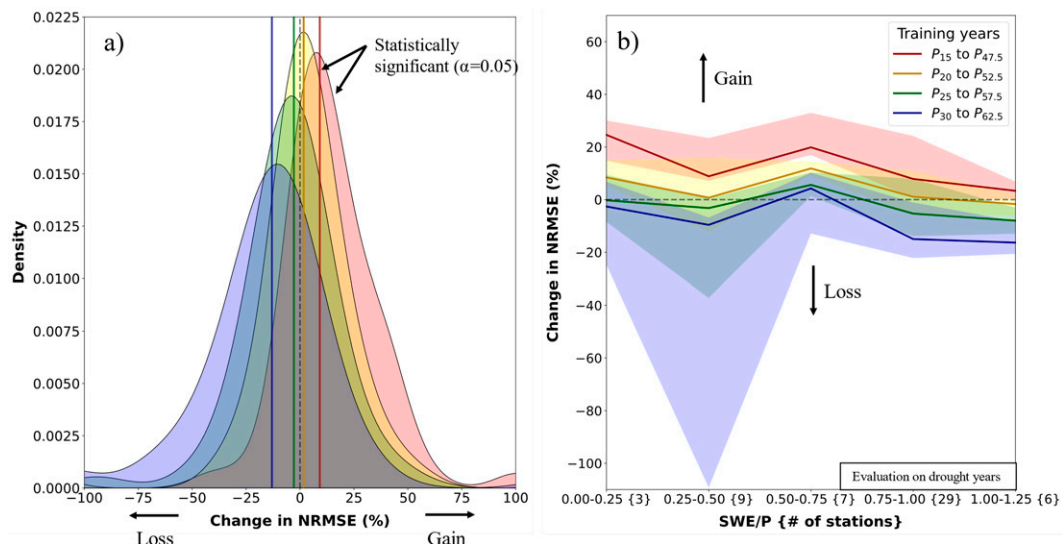 a)
Statistically
significant (α=0.05)
0.0225
0.0200
0.0175
0.0150
0.0125
0.0100
0.0075
0.0050
0.0025
0.0000
Density
−100 −75 −50 −25 0 25 50 75 100
Change in NRMSE (%)
Loss Gain
b)
Training years
P15 to P47.5
P20 to P52.5
P25 to P57.5
P30 to P62.5
Gain
Loss
60
40
20
0
−20
−40
−60
−80
−100
Change in NRMSE (%)
Evaluation on drought years
0.00-0.25 {3} 0.25-0.50 {9} 0.50-0.75 {7} 0.75-1.00 {29} 1.00-1.25 {6}
SWE/P {# of stations}